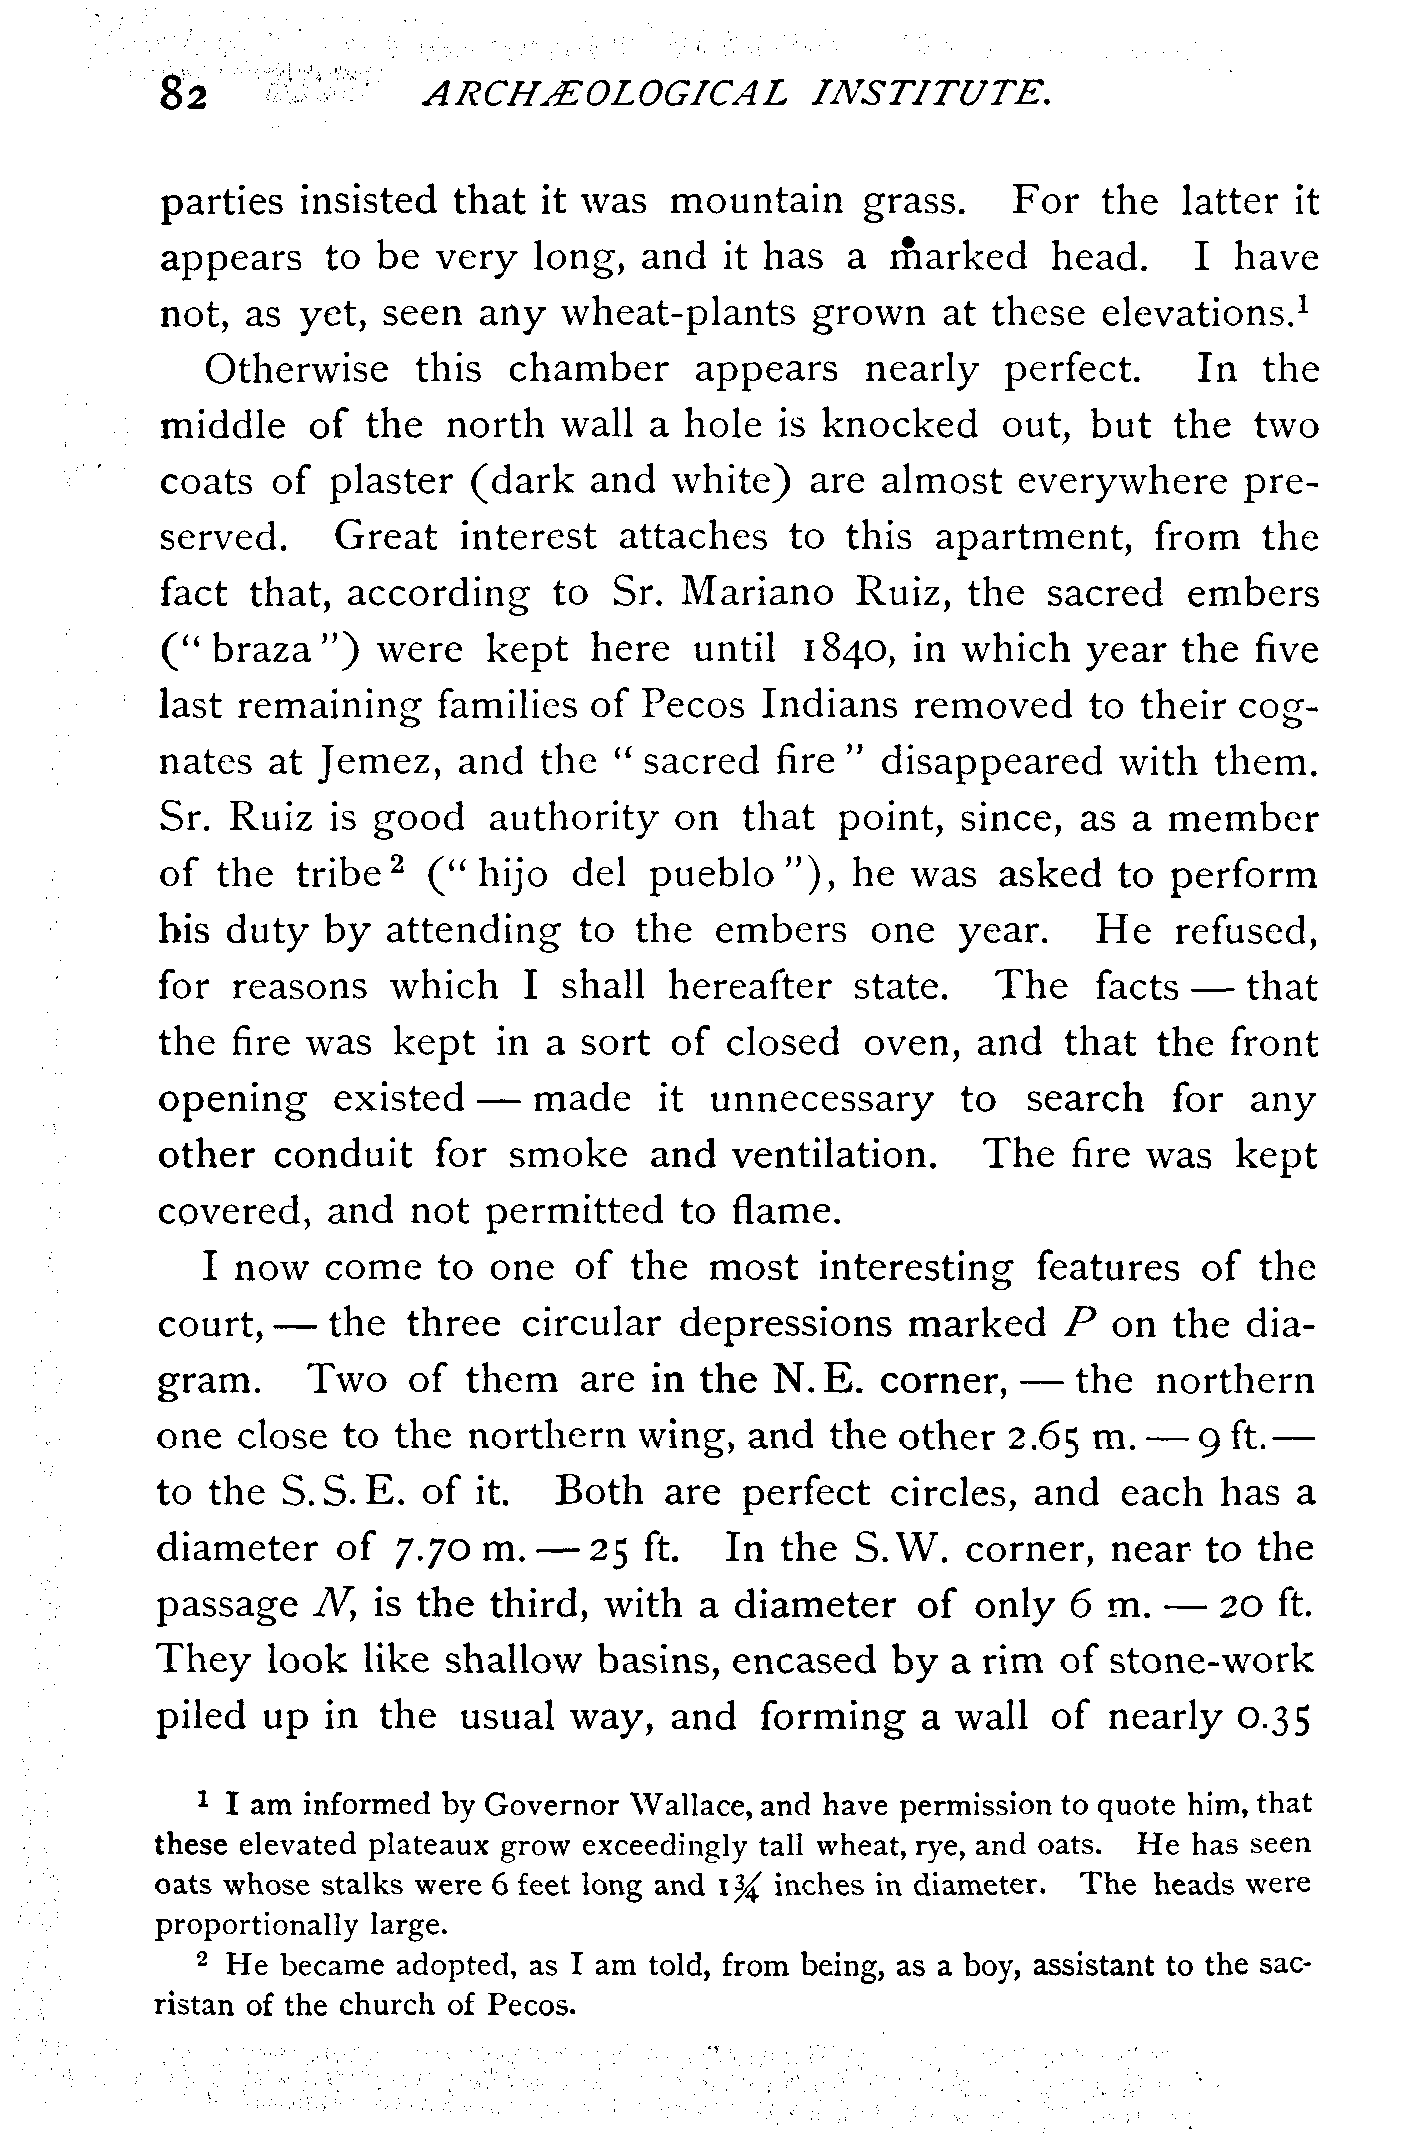 82 ARCHÆOLOGICAL INSTITUTE.
parties insisted that it was mountain grass. For the latter it
appears to be very long, and it has a marked head. I have
not, as yet, seen any wheat-plants grown at these elevations.¹
Otherwise this chamber appears nearly perfect. In the
middle of the north wall a hole is knocked out, but the two
coats of plaster (dark and white) are almost everywhere pre-
served. Great interest attaches to this apartment, from the
fact that, according to Sr. Mariano Ruiz, the sacred embers
(“braza”) were kept here until 1840, in which year the five
last remaining families of Pecos Indians removed to their cog-
nates at Jemez, and the “sacred fire” disappeared with them.
Sr. Ruiz is good authority on that point, since, as a member
of the tribe² (“hijo del pueblo”), he was asked to perform
his duty by attending to the embers one year. He refused,
for reasons which I shall hereafter state. The facts — that
the fire was kept in a sort of closed oven, and that the front
opening existed — made it unnecessary to search for any
other conduit for smoke and ventilation. The fire was kept
covered, and not permitted to flame.
I now come to one of the most interesting features of the
court, — the three circular depressions marked P on the dia-
gram. Two of them are in the N.E. corner, — the northern
one close to the northern wing, and the other 2.65 m. — 9 ft. —
to the S.S.E. of it. Both are perfect circles, and each has a
diameter of 7.70 m. — 25 ft. In the S.W. corner, near to the
passage N, is the third, with a diameter of only 6 m. — 20 ft.
They look like shallow basins, encased by a rim of stone-work
piled up in the usual way, and forming a wall of nearly 0.35
¹ I am informed by Governor Wallace, and have permission to quote him, that
these elevated plateaux grow exceedingly tall wheat, rye, and oats. He has seen
oats whose stalks were 6 feet long and 1¾ inches in diameter. The heads were
proportionally large.
² He became adopted, as I am told, from being, as a boy, assistant to the sac-
ristan of the church of Pecos.